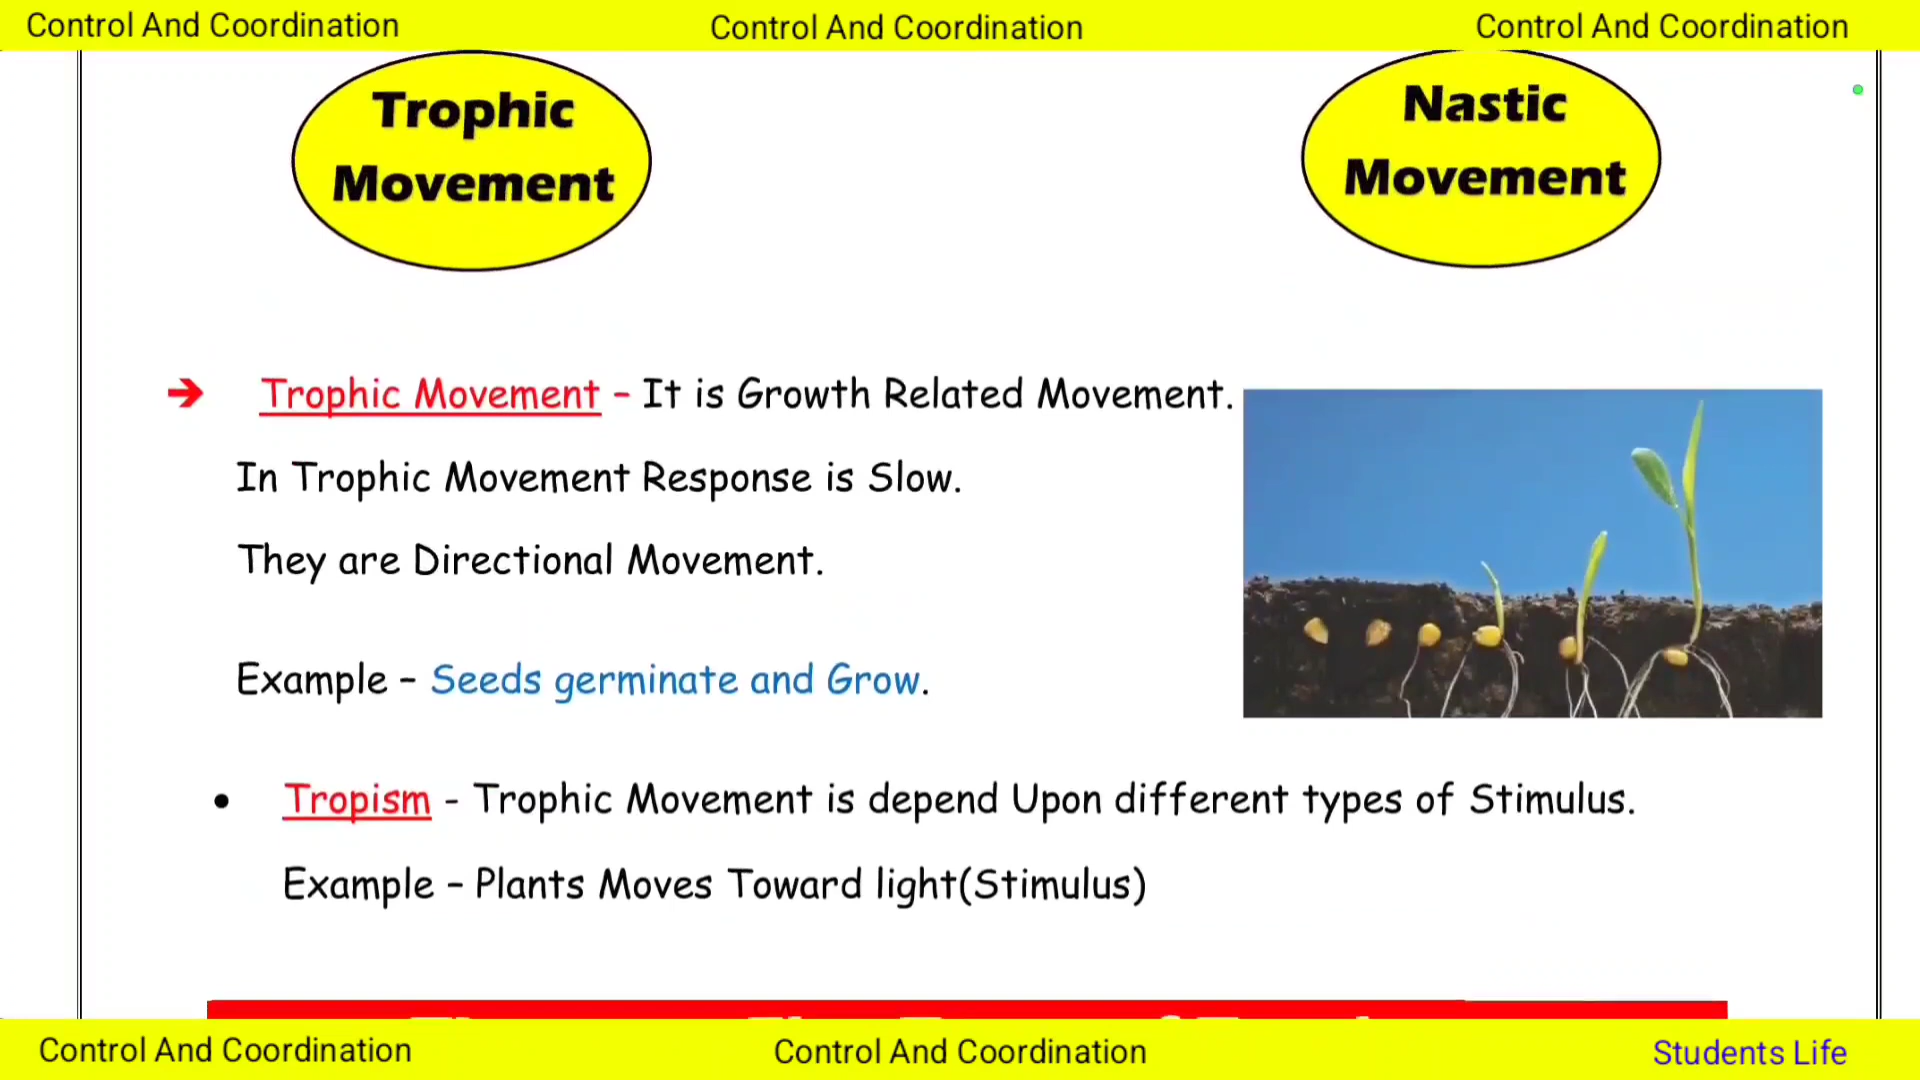 Control And Coordination
Control And Coordination
Control And Coordination
Trophic
Movement
Nastic
Movement
➔ Trophic Movement – It is Growth Related Movement.
In Trophic Movement Response is Slow.
They are Directional Movement.
Example – Seeds germinate and Grow.
• Tropism - Trophic Movement is depend Upon different types of Stimulus.
Example – Plants Moves Toward light(Stimulus)
Control And Coordination
Control And Coordination
Students Life